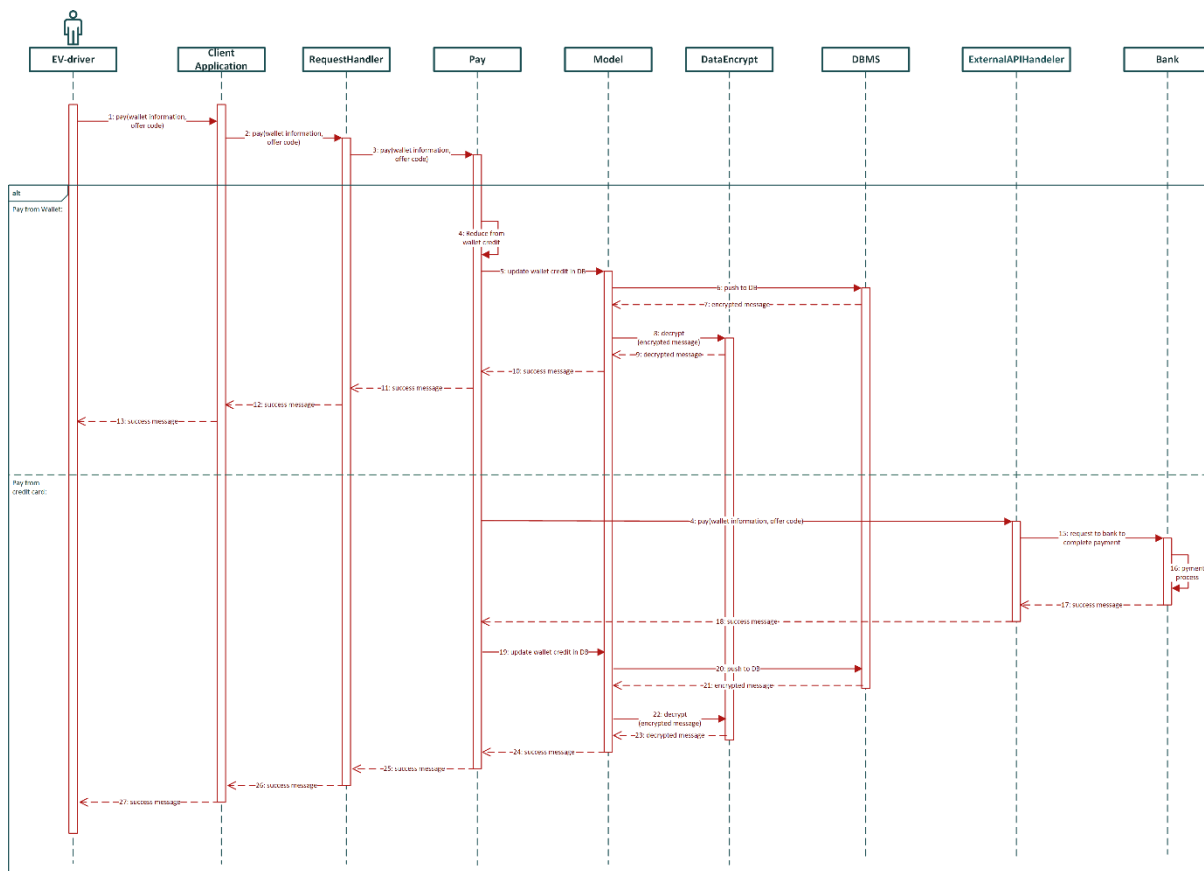 EV-driver
Client
Application
RequestHandler
Pay
Model
DataEncrypt
DBMS
ExternalAPIHandeler
Bank
1: pay(wallet information,
offer code)
2: pay(wallet information,
offer code)
3: pay(wallet information,
offer code)
alt
Pay from Wallet:
4: Reduce from
wallet credit
5: update wallet credit in DB
6: push to DB
7: encrypted message
8: decrypt
(encrypted message)
9: decrypted message
10: success message
11: success message
12: success message
13: success message
Pay from
credit card:
4: pay(wallet information, offer code)
15: request to bank to
complete payment
16: payment
process
17: success message
18: success message
19: update wallet credit in DB
20: push to DB
21: encrypted message
22: decrypt
(encrypted message)
23: decrypted message
24: success message
25: success message
26: success message
27: success message